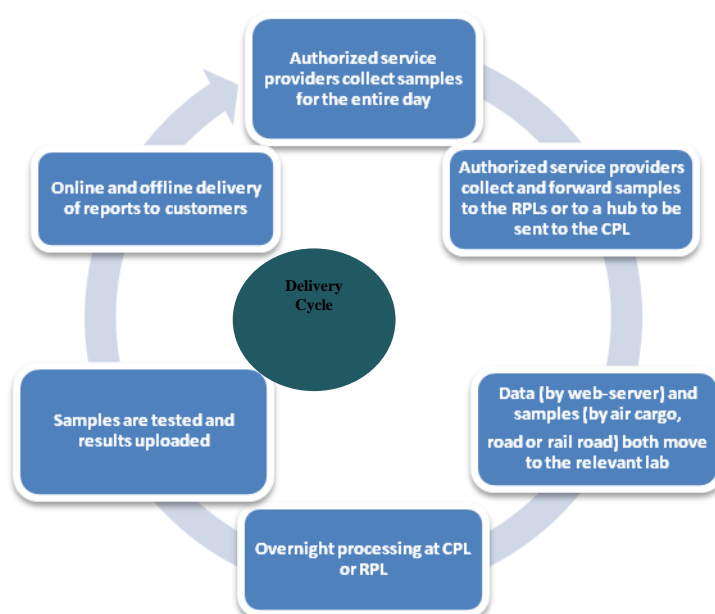 Authorized service
providers collect samples
for the entire day
Authorized service providers
collect and forward samples
to the RPLs or to a hub to be
sent to the CPL
Data (by web-server) and
samples (by air cargo,
road or rail road) both move
to the relevant lab
Overnight processing at CPL
or RPL
Samples are tested and
results uploaded
Online and offline delivery
of reports to customers
Delivery
Cycle